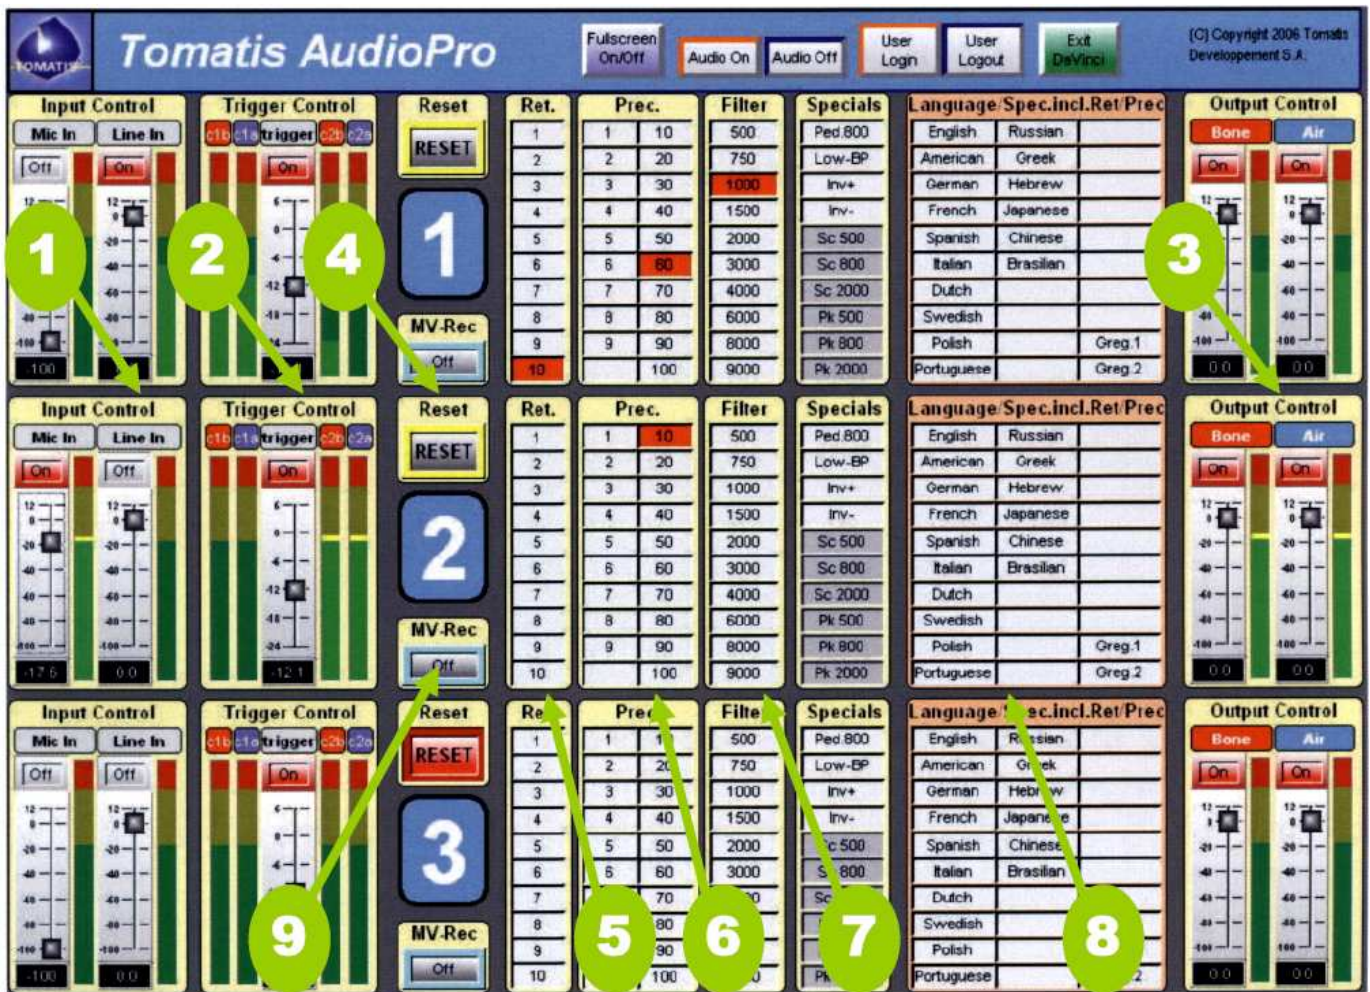 TOMATIS
Tomatis AudioPro
Fullscreen On/Off
Audio On
Audio Off
User Login
User Logout
Exit DaVinci
(C) Copyright 2006 Tomatis
Developpement S.A.
Input Control Trigger Control Reset Ret. Prec. Filter Specials Language/Spec.incl.Ret/Prec Output Control
Mic In Line In c1b c1a trigger c2b c2a RESET 1 1 10 500 Ped.800 English Russian Bone Air
Off On On 2 2 20 750 Low-BP American Greek On On
3 3 30 1000 Inv+ German Hebrew
4 4 40 1500 Inv- French Japanese
1 5 5 50 2000 Sc 500 Spanish Chinese
1 2 4 3
6 6 60 3000 Sc 800 Italian Brasilian
7 7 70 4000 Sc 2000 Dutch
MV-Rec 8 8 80 6000 Pk 500 Swedish
Off 9 9 90 8000 Pk 800 Polish Greg.1
-100 10 100 9000 Pk 2000 Portuguese Greg.2 0.0 0.0
Input Control Trigger Control Reset Ret. Prec. Filter Specials Language/Spec.incl.Ret/Prec Output Control
Mic In Line In c1b c1a trigger c2b c2a RESET 1 1 10 500 Ped.800 English Russian Bone Air
On Off On 2 2 20 750 Low-BP American Greek On On
3 3 30 1000 Inv+ German Hebrew
4 4 40 1500 Inv- French Japanese
2 5 5 50 2000 Sc 500 Spanish Chinese
6 6 60 3000 Sc 800 Italian Brasilian
7 7 70 4000 Sc 2000 Dutch
MV-Rec 8 8 80 6000 Pk 500 Swedish
Off 9 9 90 8000 Pk 800 Polish Greg.1
-17.6 0.0 -12.1 10 100 9000 Pk 2000 Portuguese Greg.2 0.0 0.0
Input Control Trigger Control Reset Filter Specials Language/Spec.incl.Ret/Prec Output Control
Mic In Line In c1b c1a trigger c2b c2a RESET 1 1 500 Ped.800 English Russian Bone Air
Off Off On 2 2 20 750 Low-BP American Greek On On
3 3 30 1000 Inv+ German Hebrew
4 4 40 1500 Inv- French Japanese
3 5 5 50 2000 Sc 500 Spanish Chinese
6 6 60 3000 Italian Brasilian
7 70 Dutch
MV-Rec 8 80 Swedish
9 5 6 7 8
Off 9 90 Polish
-100 0.0 10 100 Portuguese 0.0 0.0